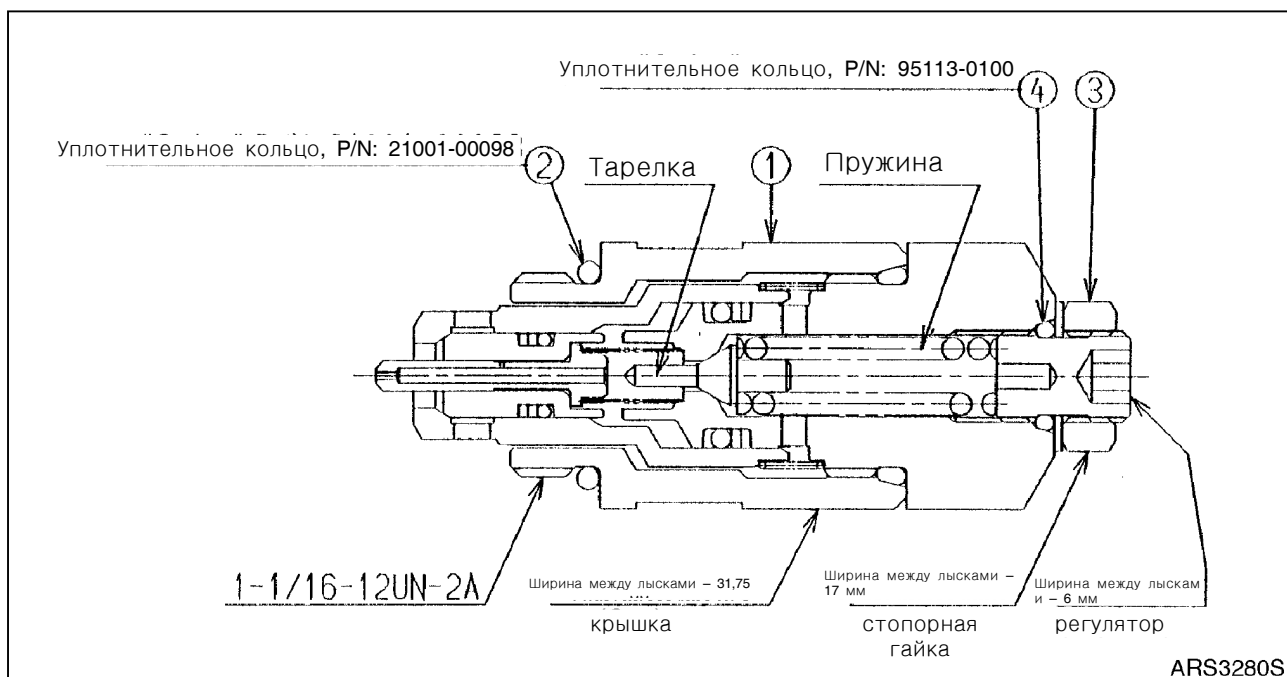 Уплотнительное кольцо, P/N: 95113-0100
4
3
Уплотнительное кольцо, P/N: 21001-00098
2
Тарелка
1
Пружина
1-1/16-12UN-2A
Ширина между лысками – 31,75
крышка
Ширина между лысками –
17 мм
стопорная
гайка
Ширина между лыскам
и – 6 мм
регулятор
ARS3280S